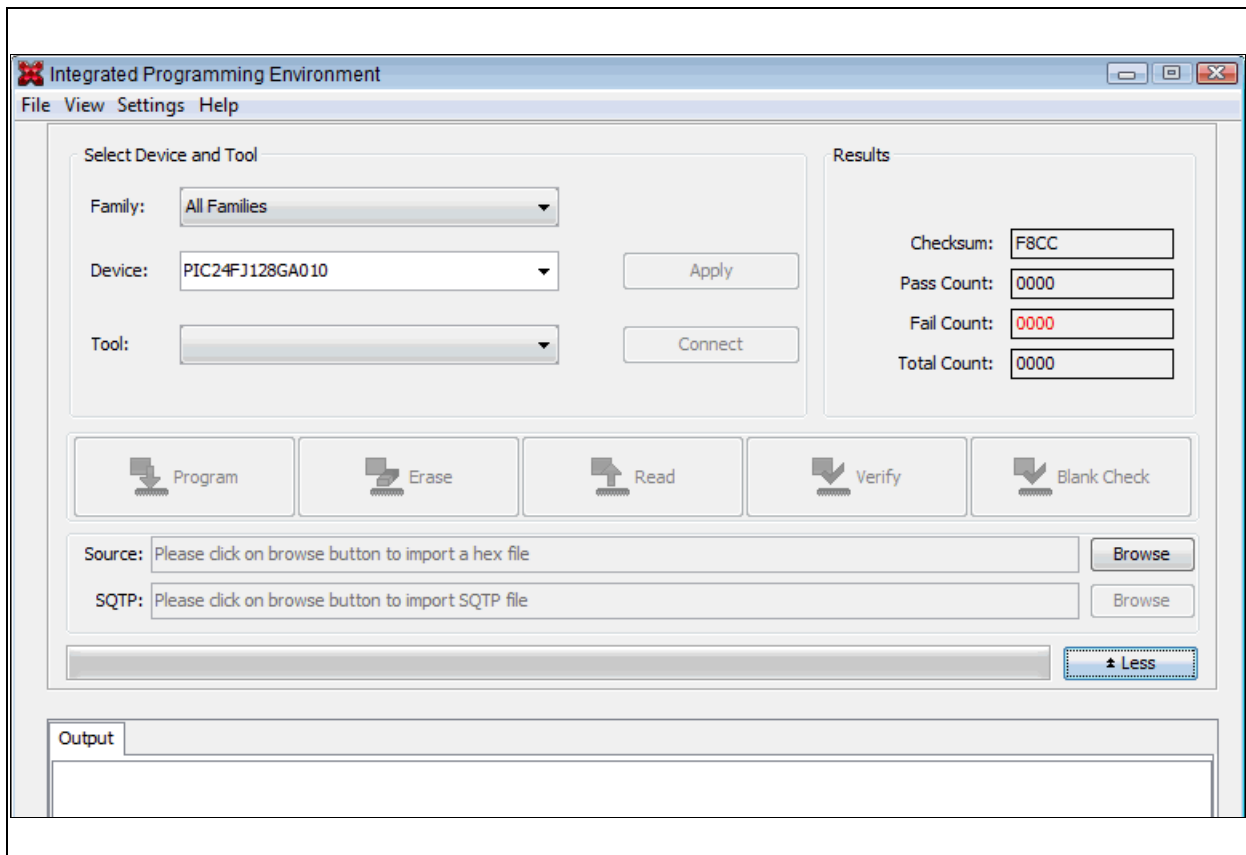 Integrated Programming Environment
File View Settings Help
Select Device and Tool
Family: All Families
Device: PIC24FJ128GA010 Apply
Tool: Connect
Results
Checksum: F8CC
Pass Count: 0000
Fail Count: 0000
Total Count: 0000
Program Erase Read Verify Blank Check
Source: Please click on browse button to import a hex file Browse
SQTP: Please click on browse button to import SQTP file Browse
Less
Output